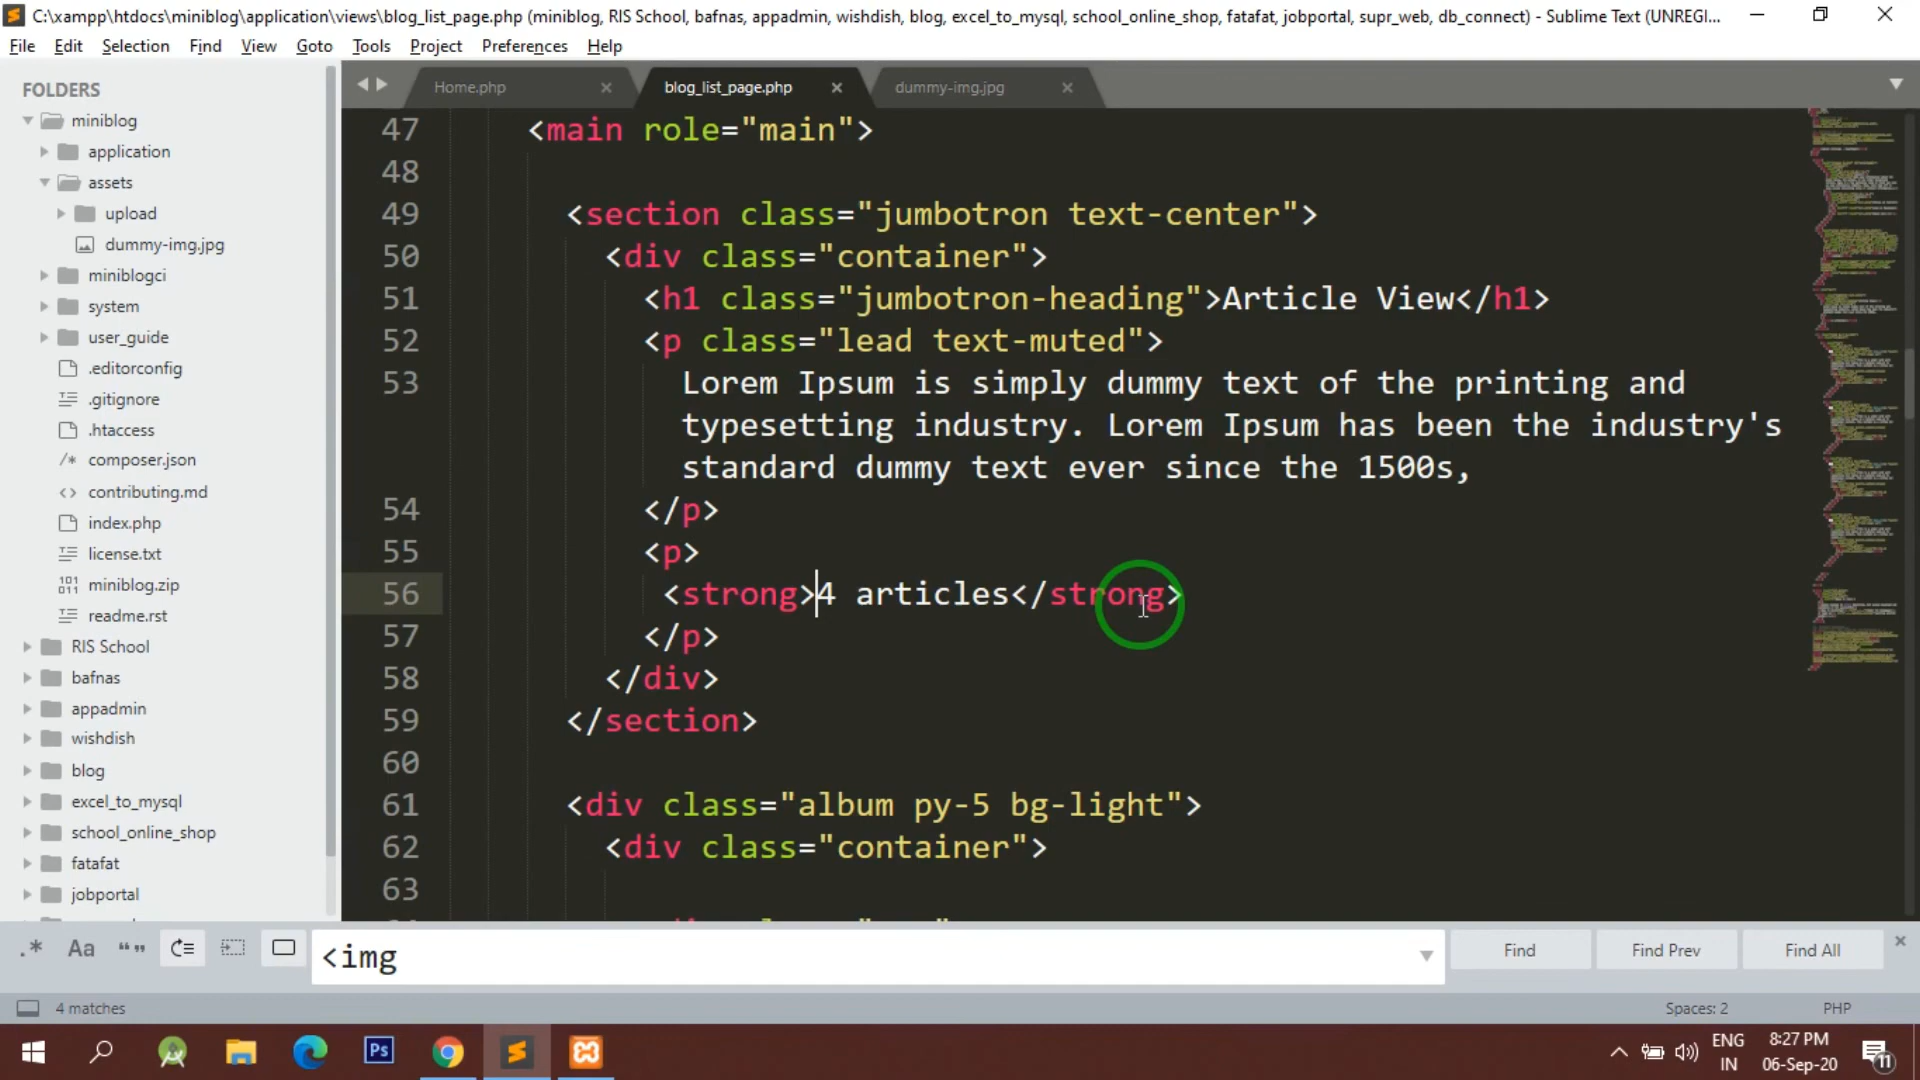 C:\xampp\htdocs\miniblog\application\views\blog_list_page.php (miniblog, RIS School, bafnas, appadmin, wishdish, blog, excel_to_mysql, school_online_shop, fatafat, jobportal, supr_web, db_connect) - Sublime Text (UNREGI...
File Edit Selection Find View Goto Tools Project Preferences Help
FOLDERS
miniblog
application
assets
upload
dummy-img.jpg
miniblogci
system
user_guide
.editorconfig
.gitignore
.htaccess
composer.json
contributing.md
index.php
license.txt
miniblog.zip
readme.rst
RIS School
bafnas
appadmin
wishdish
blog
excel_to_mysql
school_online_shop
fatafat
jobportal
Home.php blog_list_page.php dummy-img.jpg
47 <main role="main">
48
49 <section class="jumbotron text-center">
50 <div class="container">
51 <h1 class="jumbotron-heading">Article View</h1>
52 <p class="lead text-muted">
53 Lorem Ipsum is simply dummy text of the printing and
typesetting industry. Lorem Ipsum has been the industry's
standard dummy text ever since the 1500s,
54 </p>
55 <p>
56 <strong>4 articles</strong>
57 </p>
58 </div>
59 </section>
60
61 <div class="album py-5 bg-light">
62 <div class="container">
63
.* Aa “ ” <img Find Find Prev Find All
4 matches Spaces: 2 PHP
Ps ENG 8:27 PM
IN 06-Sep-20 11